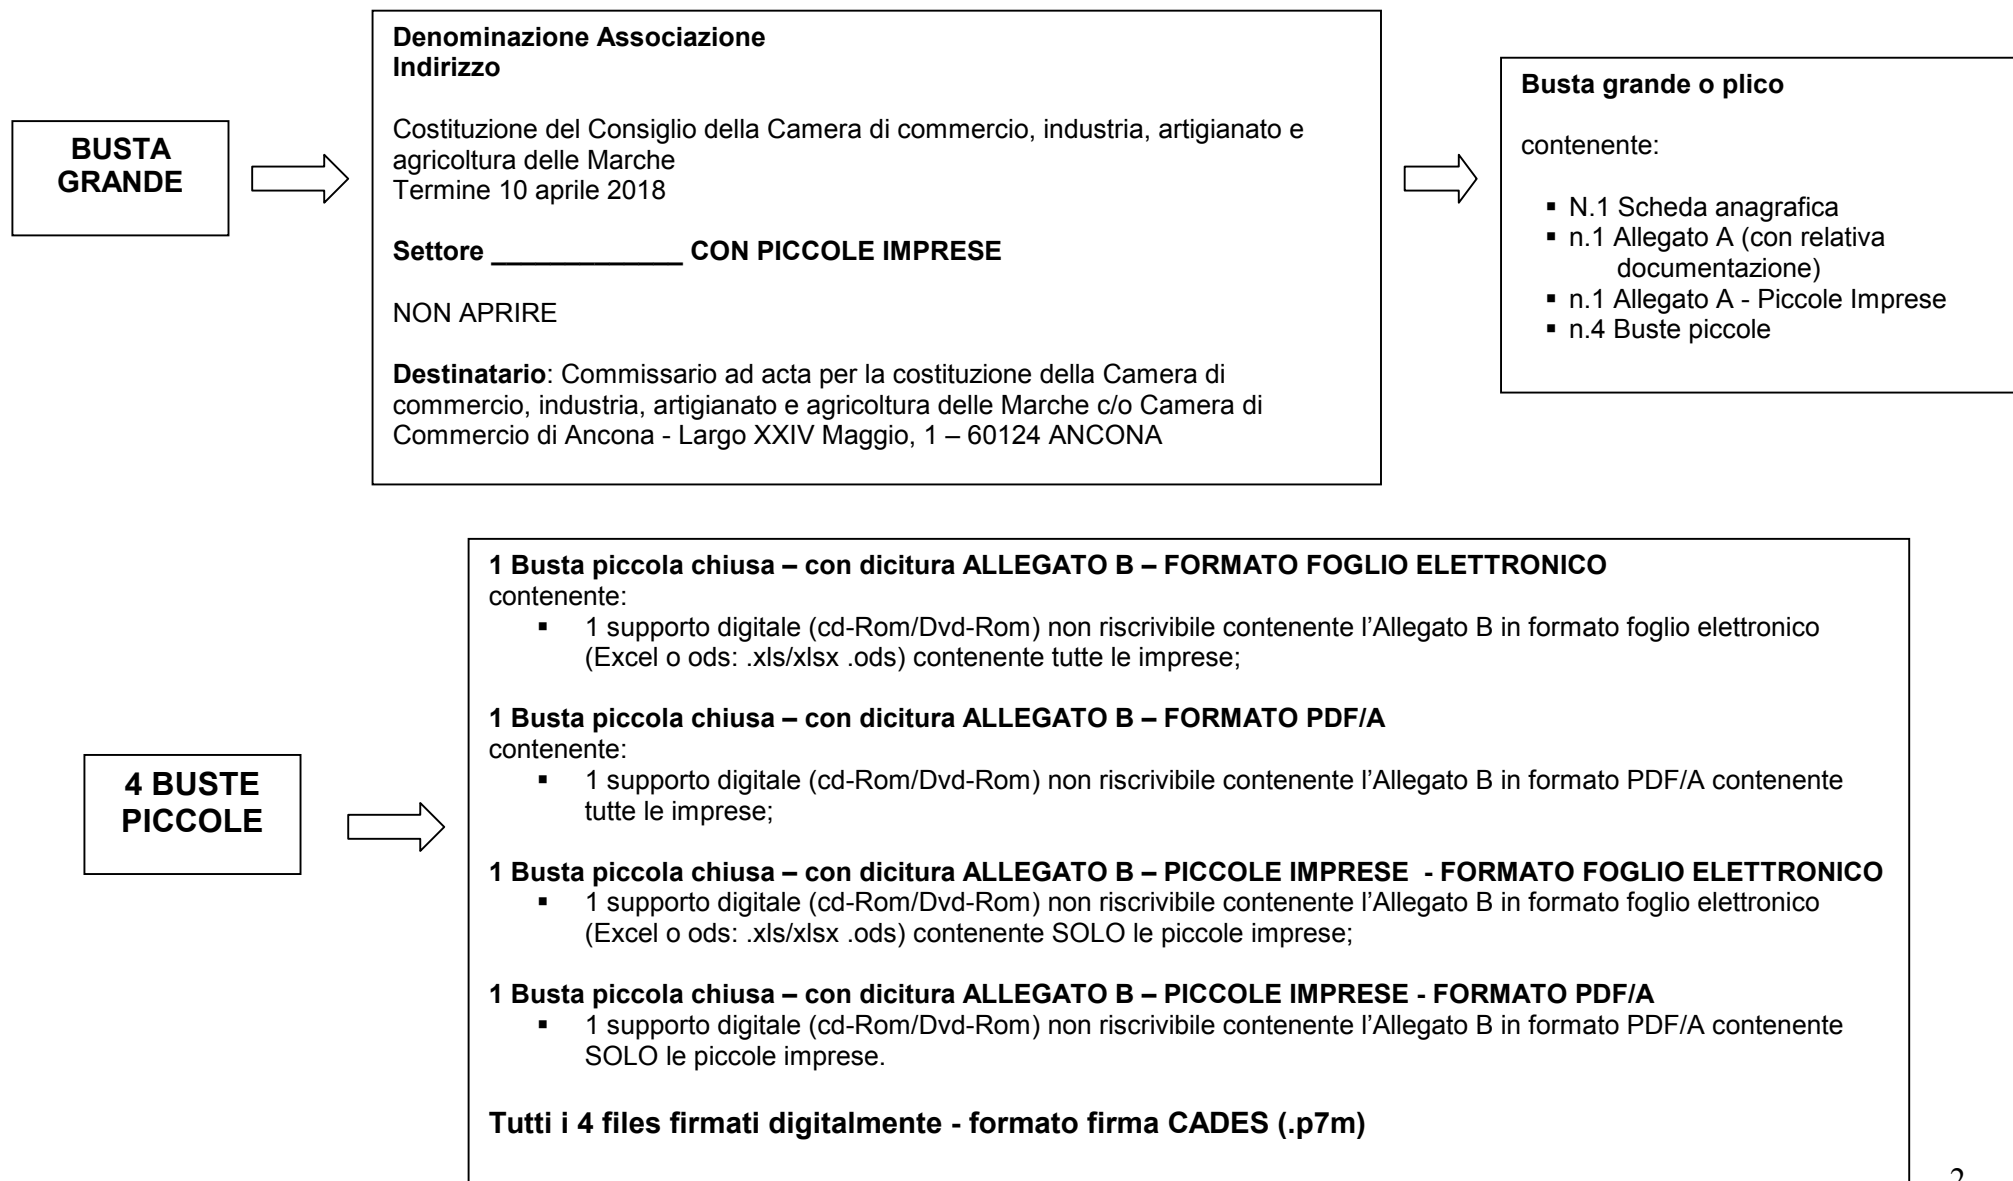 BUSTA
GRANDE
Denominazione Associazione
Indirizzo
Costituzione del Consiglio della Camera di commercio, industria, artigianato e
agricoltura delle Marche
Termine 10 aprile 2018
Settore _____________ CON PICCOLE IMPRESE
NON APRIRE
Destinatario: Commissario ad acta per la costituzione della Camera di
commercio, industria, artigianato e agricoltura delle Marche c/o Camera di
Commercio di Ancona - Largo XXIV Maggio, 1 – 60124 ANCONA
Busta grande o plico
contenente:
▪ N.1 Scheda anagrafica
▪ n.1 Allegato A (con relativa
documentazione)
▪ n.1 Allegato A - Piccole Imprese
▪ n.4 Buste piccole
4 BUSTE
PICCOLE
1 Busta piccola chiusa – con dicitura ALLEGATO B – FORMATO FOGLIO ELETTRONICO
contenente:
▪ 1 supporto digitale (cd-Rom/Dvd-Rom) non riscrivibile contenente l’Allegato B in formato foglio elettronico
(Excel o ods: .xls/xlsx .ods) contenente tutte le imprese;
1 Busta piccola chiusa – con dicitura ALLEGATO B – FORMATO PDF/A
contenente:
▪ 1 supporto digitale (cd-Rom/Dvd-Rom) non riscrivibile contenente l’Allegato B in formato PDF/A contenente
tutte le imprese;
1 Busta piccola chiusa – con dicitura ALLEGATO B – PICCOLE IMPRESE - FORMATO FOGLIO ELETTRONICO
▪ 1 supporto digitale (cd-Rom/Dvd-Rom) non riscrivibile contenente l’Allegato B in formato foglio elettronico
(Excel o ods: .xls/xlsx .ods) contenente SOLO le piccole imprese;
1 Busta piccola chiusa – con dicitura ALLEGATO B – PICCOLE IMPRESE - FORMATO PDF/A
▪ 1 supporto digitale (cd-Rom/Dvd-Rom) non riscrivibile contenente l’Allegato B in formato PDF/A contenente
SOLO le piccole imprese.
Tutti i 4 files firmati digitalmente - formato firma CADES (.p7m)
2